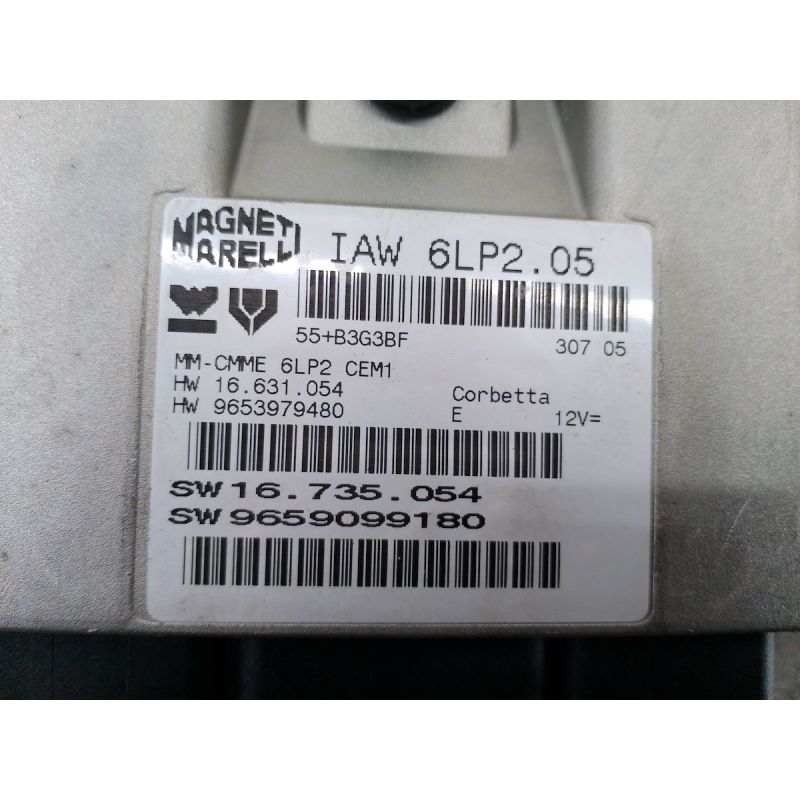 MAGNETI
MARELLI
IAW 6LP2.05
55+B3G3BF
307 05
MM-CMME 6LP2 CEM1
HW 16.631.054
Corbetta
HW 9653979480
E 12V=
SW 16.735.054
SW 9659099180